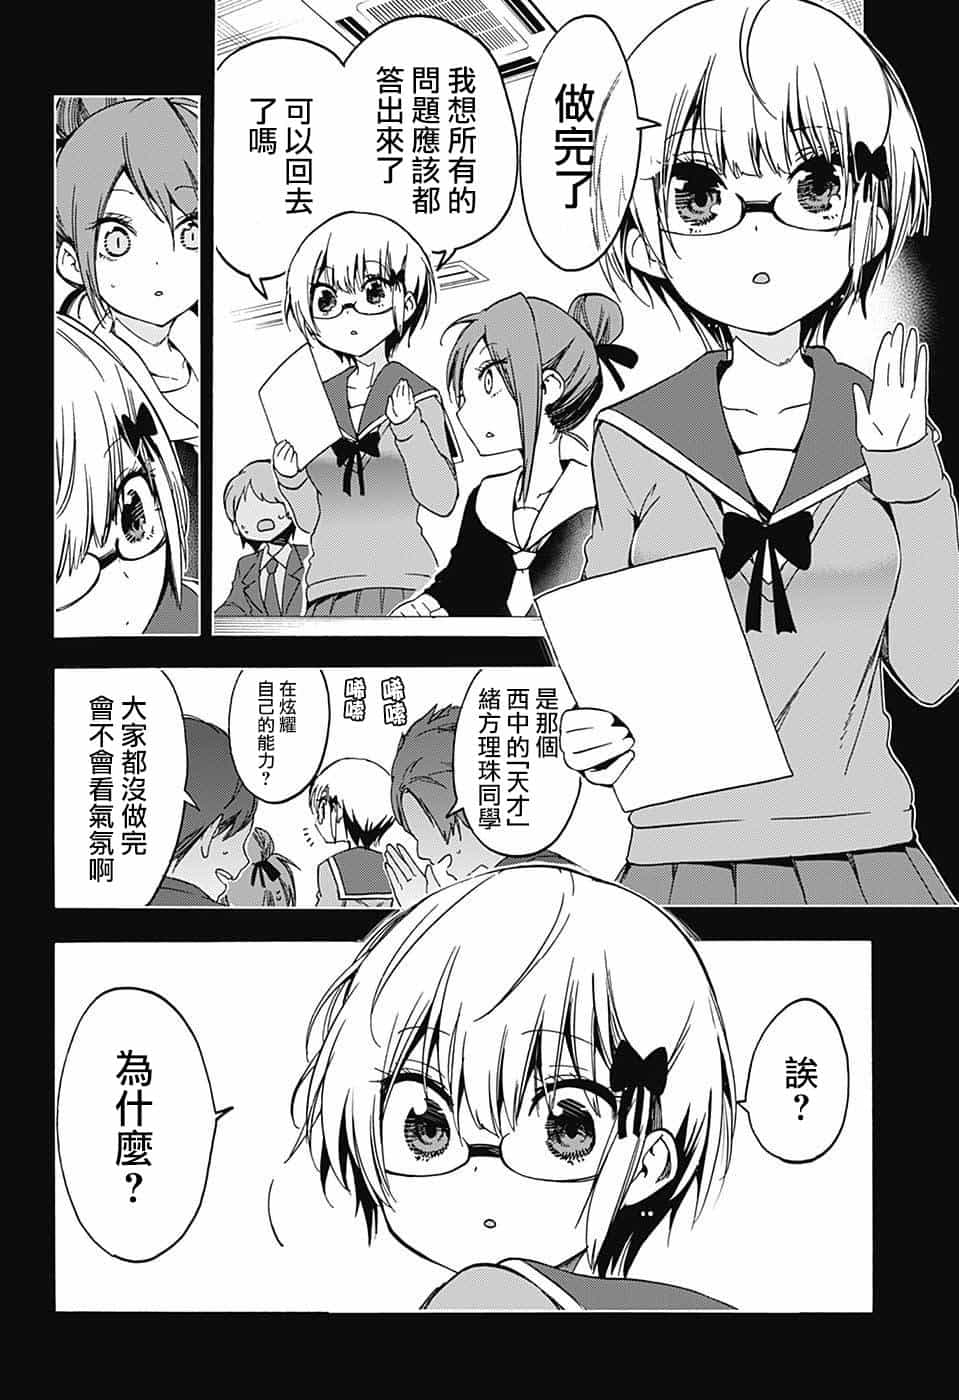 做完了
我想所有的
問題應該都
答出來了
可以回去
了嗎
是那個
西中的「天才」
緒方理珠同學
唏嗦
唏嗦
在炫耀
自己的能力?
大家都沒做完
會不會看氣氛啊
誒?
為什麼?